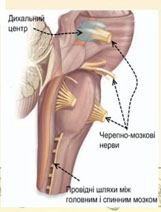 Дихальний
центр
Черепно-мозкові
нерви
Провідні шляхи між
головним і спинним мозком